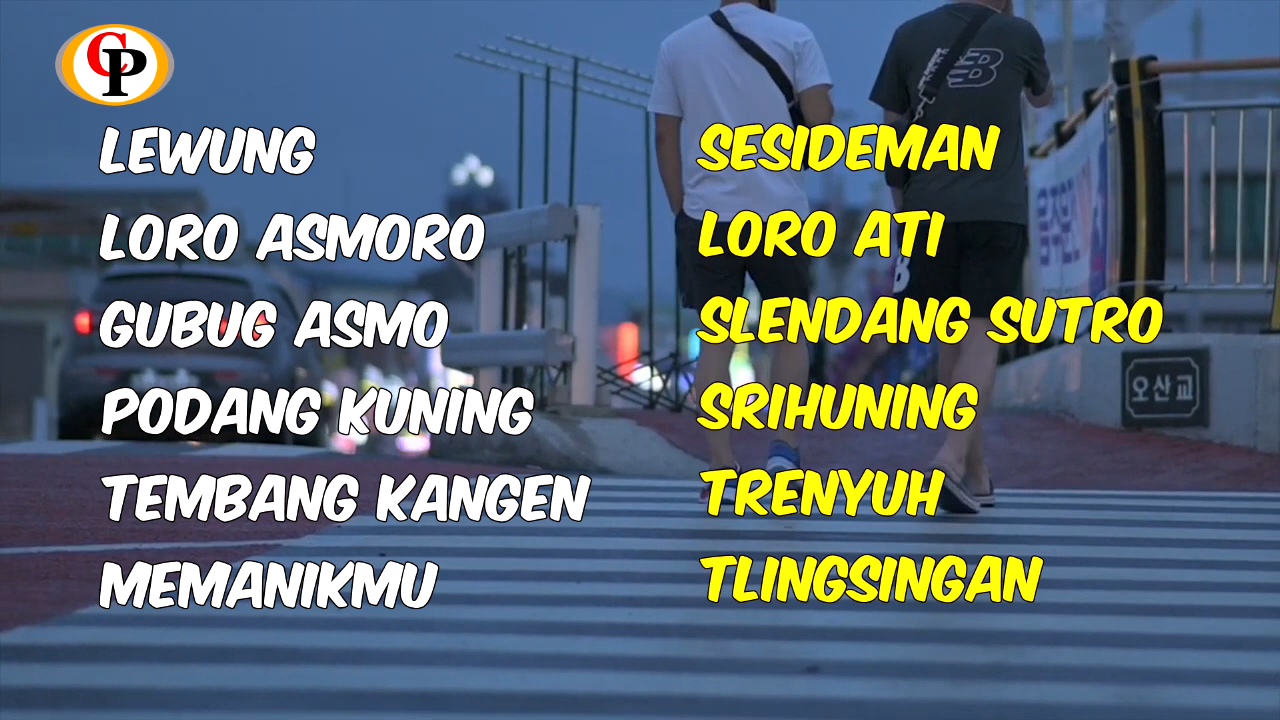 CP
LEWUNG
LORO ASMORO
GUBUG ASMO
PODANG KUNING
TEMBANG KANGEN
MEMANIKMU
SESIDEMAN
LORO ATI
SLENDANG SUTRO
SRIHUNING
TRENYUH
TLINGSINGAN
B
오산교